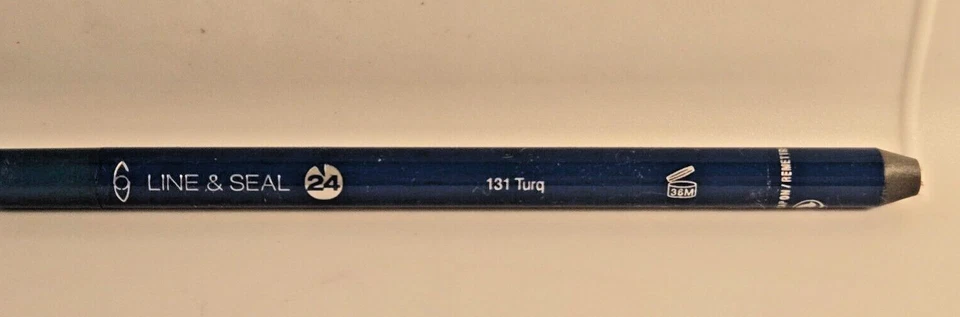 LINE & SEAL 24 131 Turq 36M